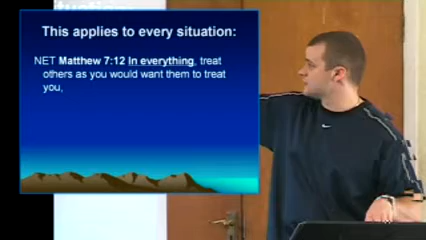 This applies to every situation:
NET Matthew 7:12 In everything, treat
others as you would want them to treat
you,